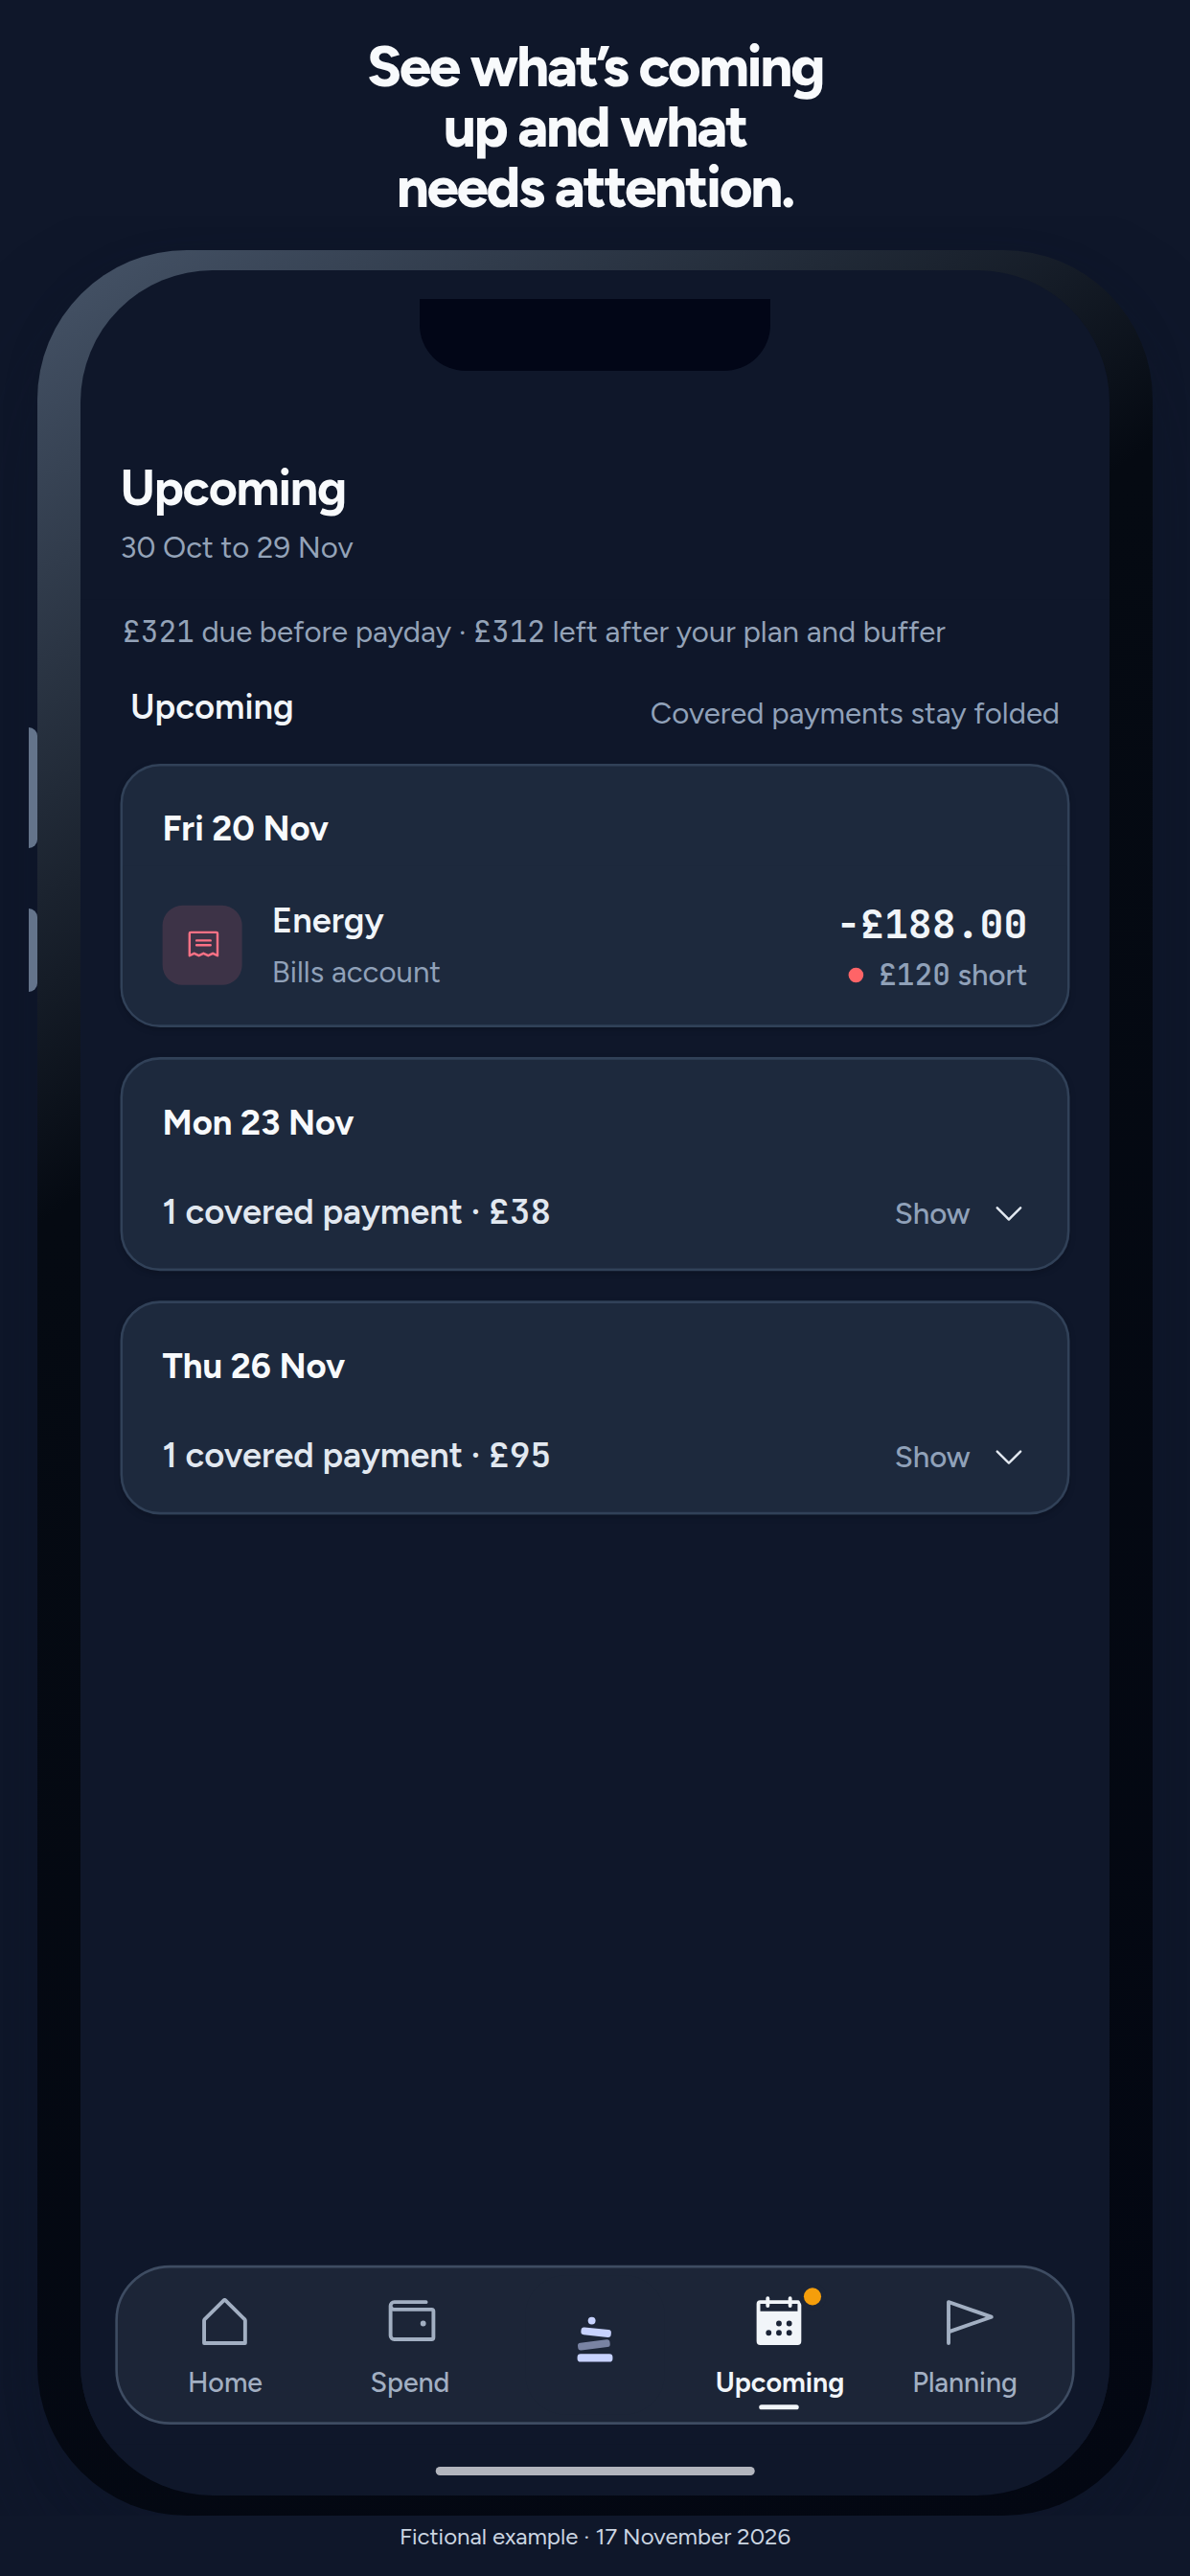 See what’s coming
up and what
needs attention.
Upcoming
30 Oct to 29 Nov
£321 due before payday · £312 left after your plan and buffer
Upcoming
Covered payments stay folded
Fri 20 Nov
Energy
-£188.00
Bills account
£120 short
Mon 23 Nov
1 covered payment · £38
Show
Thu 26 Nov
1 covered payment · £95
Show
Home
Spend
Upcoming
Planning
Fictional example · 17 November 2026